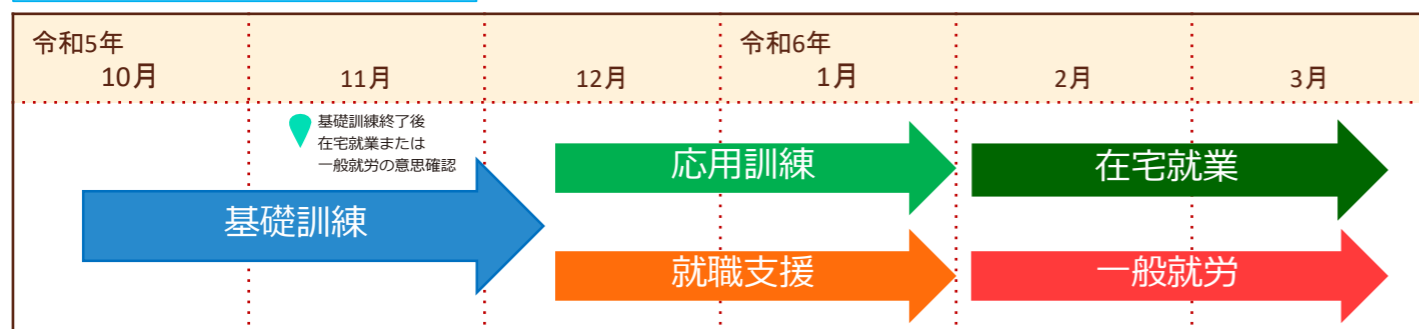 令和5年
令和6年
10月
11月
12月
1月
2月
3月
基礎訓練終了後
在宅就業または
一般就労の意思確認
基礎訓練
応用訓練
在宅就業
就職支援
一般就労